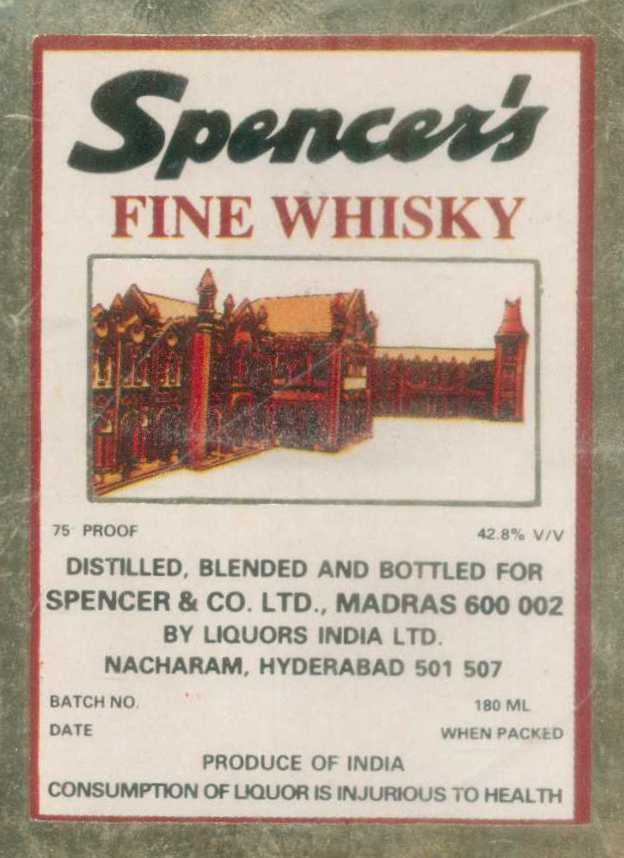 Spencer's
FINE WHISKY
75° PROOF 42.8% V/V
DISTILLED, BLENDED AND BOTTLED FOR
SPENCER & CO. LTD., MADRAS 600 002
BY LIQUORS INDIA LTD.
NACHARAM, HYDERABAD 501 507
BATCH NO. 180 ML
DATE WHEN PACKED
PRODUCE OF INDIA
CONSUMPTION OF LIQUOR IS INJURIOUS TO HEALTH